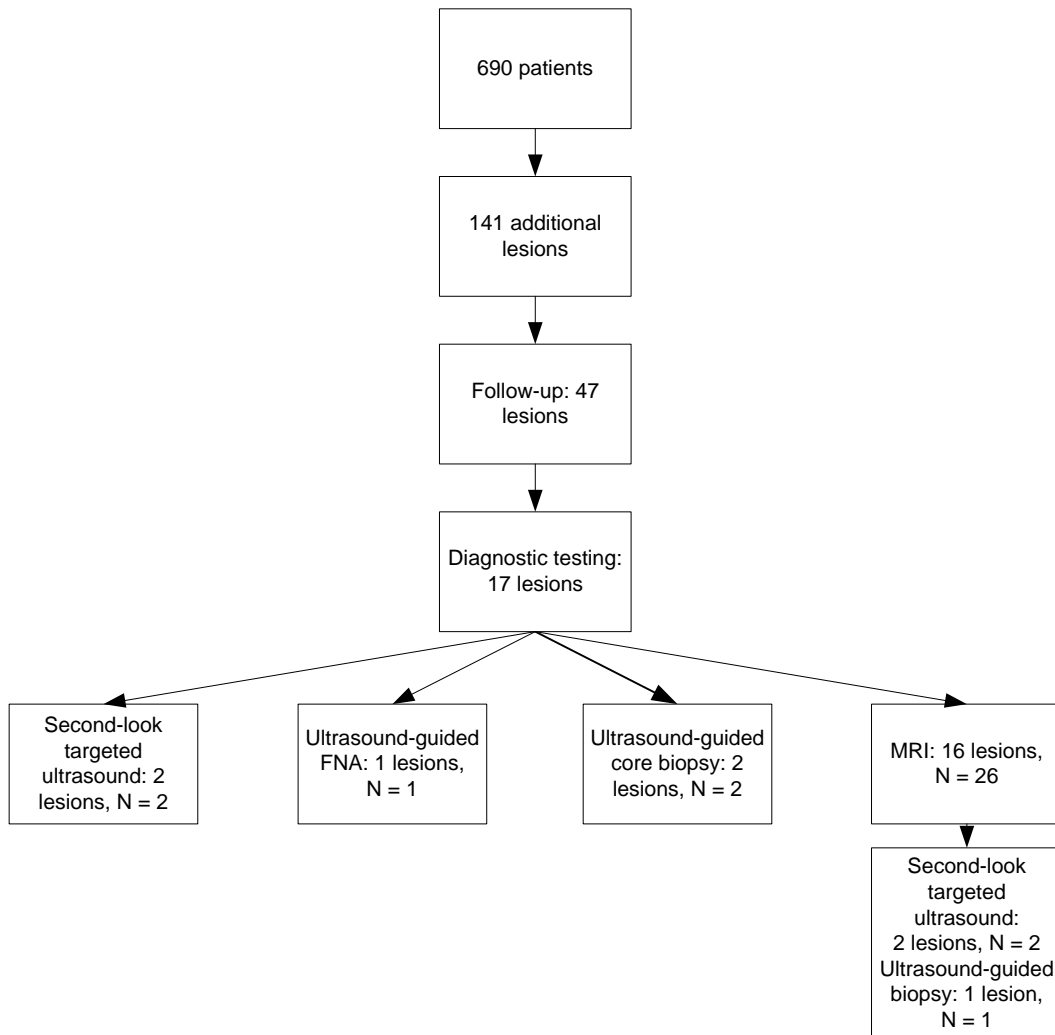 690 patients
141 additional
lesions
Follow-up: 47
lesions
Diagnostic testing:
17 lesions
Second-look
targeted
ultrasound: 2
lesions, N = 2
Ultrasound-guided
FNA: 1 lesions,
N = 1
Ultrasound-guided
core biopsy: 2
lesions, N = 2
MRI: 16 lesions,
N = 26
Second-look
targeted
ultrasound:
2 lesions, N = 2
Ultrasound-guided
biopsy: 1 lesion,
N = 1